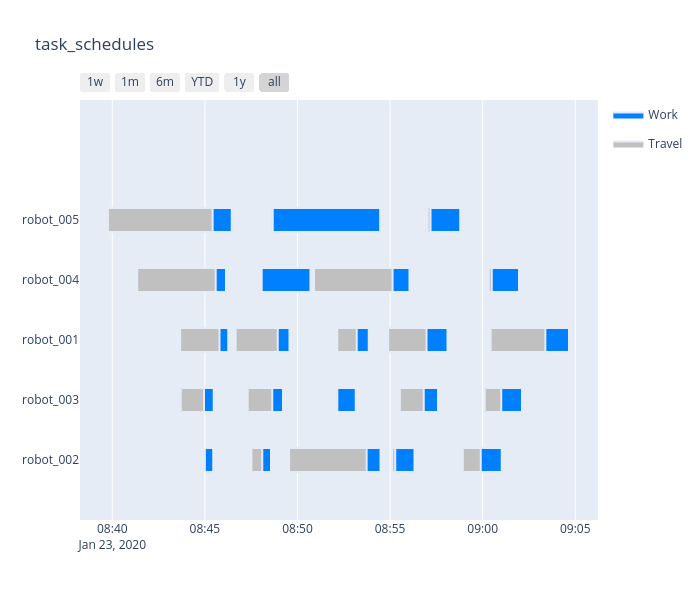 task_schedules
1w 1m 6m YTD 1y all
Work
Travel
robot_005
robot_004
robot_001
robot_003
robot_002
08:40 08:45 08:50 08:55 09:00 09:05
Jan 23, 2020